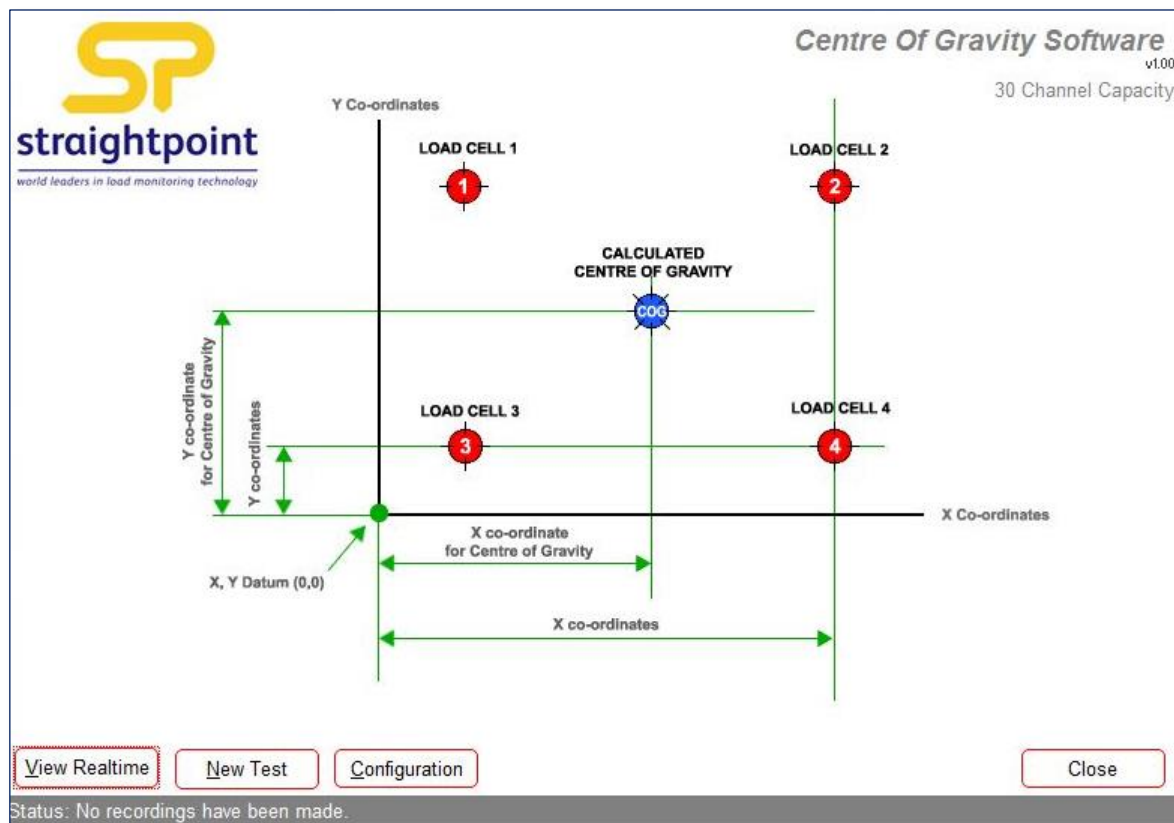 SP
straightpoint
world leaders in load monitoring technology
Centre Of Gravity Software
v1.00
30 Channel Capacity
Y Co-ordinates
LOAD CELL 1
LOAD CELL 2
1
2
CALCULATED
CENTRE OF GRAVITY
COG
Y co-ordinate
for Centre of Gravity
Y co-ordinates
LOAD CELL 3
LOAD CELL 4
3
4
X Co-ordinates
X co-ordinate
for Centre of Gravity
X, Y Datum (0,0)
X co-ordinates
View Realtime
New Test
Configuration
Close
Status: No recordings have been made.